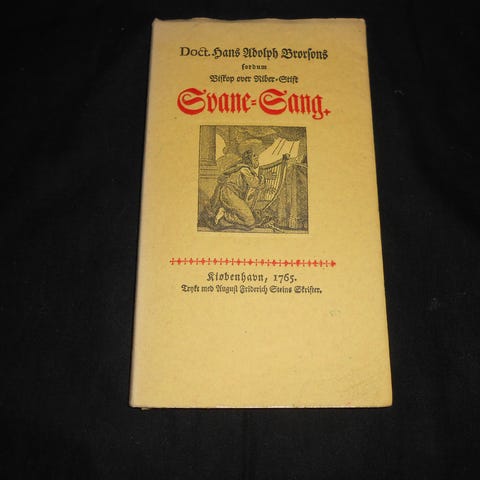 Doct. Hans Adolph Brorsons
fordum
Biskop over Riber-Stift
Svane-Sang.
Kiøbenhavn, 1765.
Trykt med August Friderich Steins Skrifter.